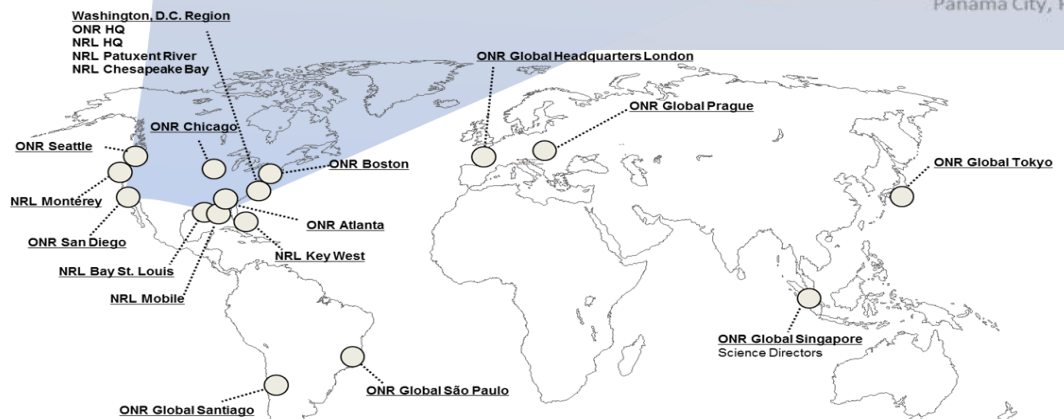 Panama City,
Washington, D.C. Region
ONR HQ
NRL HQ
NRL Patuxent River
NRL Chesapeake Bay
ONR Global Headquarters London
ONR Global Prague
ONR Chicago
ONR Seattle
ONR Boston
ONR Global Tokyo
NRL Monterey
ONR Atlanta
ONR San Diego
NRL Key West
NRL Bay St. Louis
NRL Mobile
ONR Global Singapore
Science Directors
ONR Global São Paulo
ONR Global Santiago